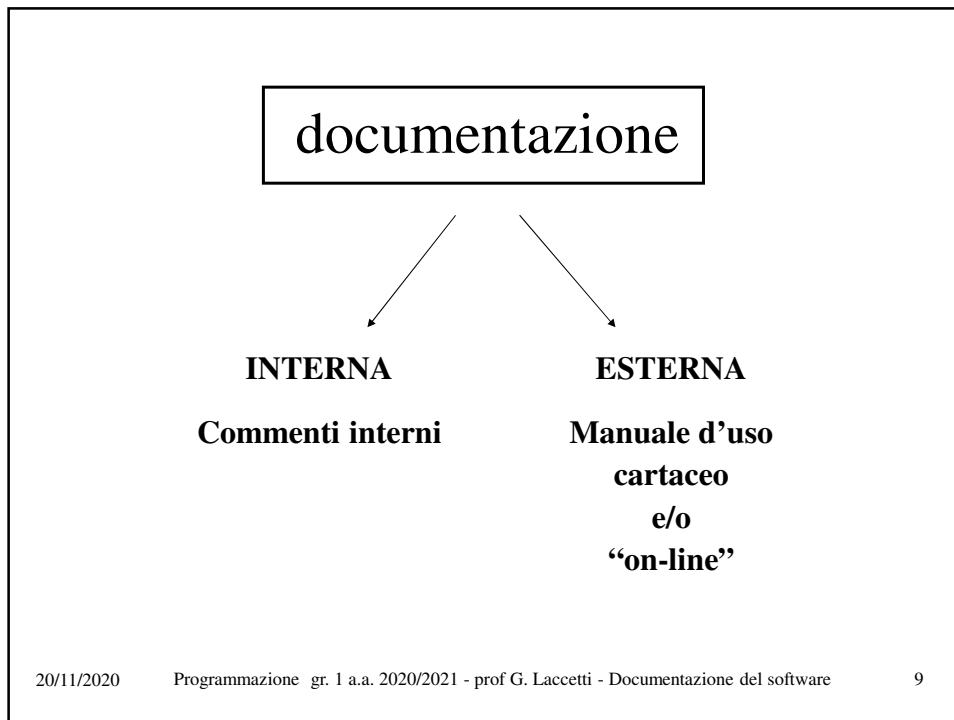 documentazione
INTERNA
Commenti interni
ESTERNA
Manuale d’uso
cartaceo
e/o
“on-line”
20/11/2020 Programmazione gr. 1 a.a. 2020/2021 - prof G. Laccetti - Documentazione del software 9